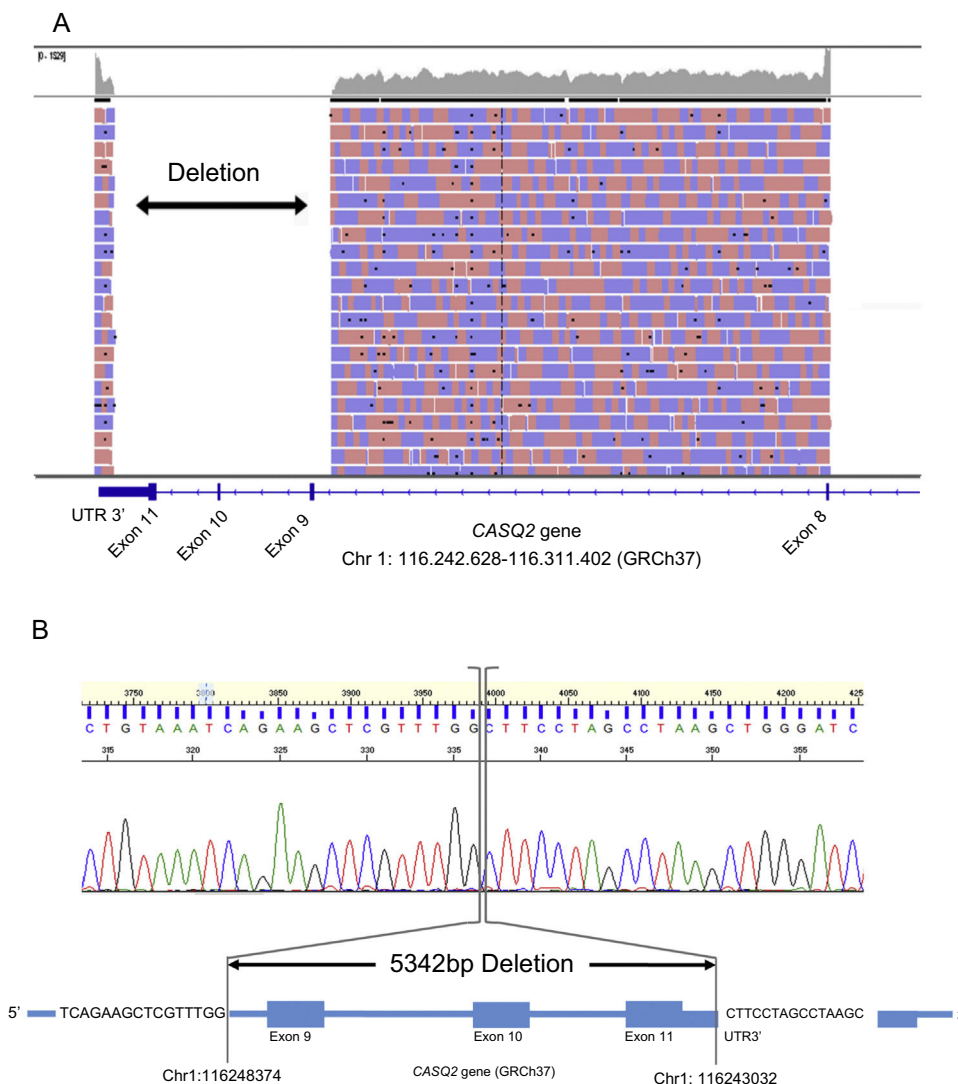 A
[0 - 1529]
Deletion
UTR 3'
Exon 11
Exon 10
Exon 9
Exon 8
CASQ2 gene
Chr 1: 116.242.628-116.311.402 (GRCh37)
B
3750 3800 3850 3900 3950 4000 4050 4100 4150 4200 425
C T G T A A A T C A G A A G C T C G T T T G G C T T C C T A G C C T A A G C T G G G A T C
315 320 325 330 340 345 350 355
5342bp Deletion
5' TCAGAAGCTCGTTTGG CTTCCTAGCCTAAGC
Exon 9 Exon 10 Exon 11 UTR3'
Chr1:116248374 CASQ2 gene (GRCh37) Chr1: 116243032